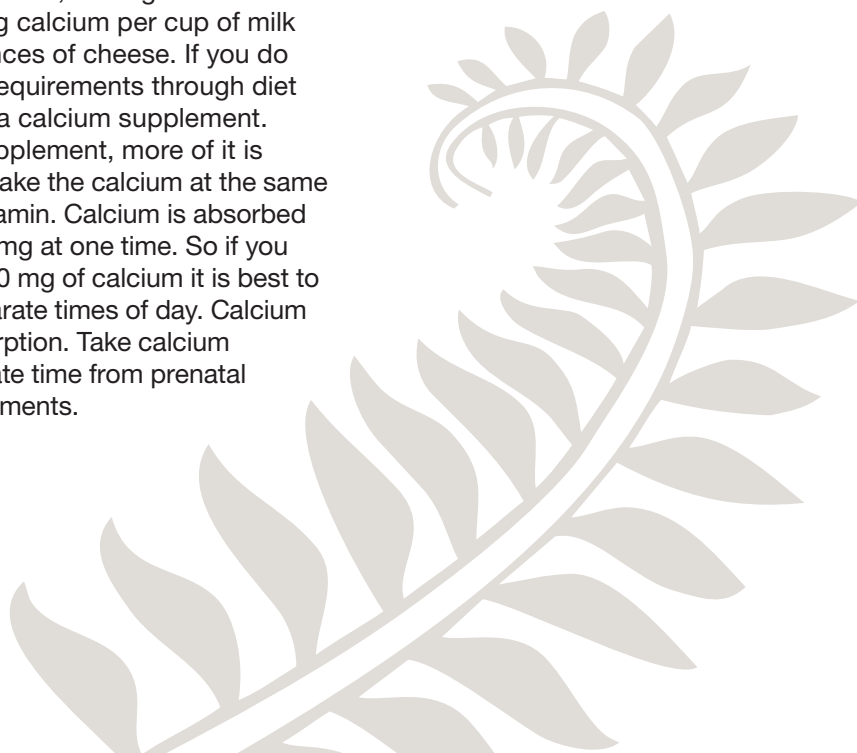 g calcium per cup of milk
nces of cheese. If you do
equirements through diet
a calcium supplement.
pplement, more of it is
ake the calcium at the same
amin. Calcium is absorbed
mg at one time. So if you
0 mg of calcium it is best to
arate times of day. Calcium
rption. Take calcium
ate time from prenatal
ments.